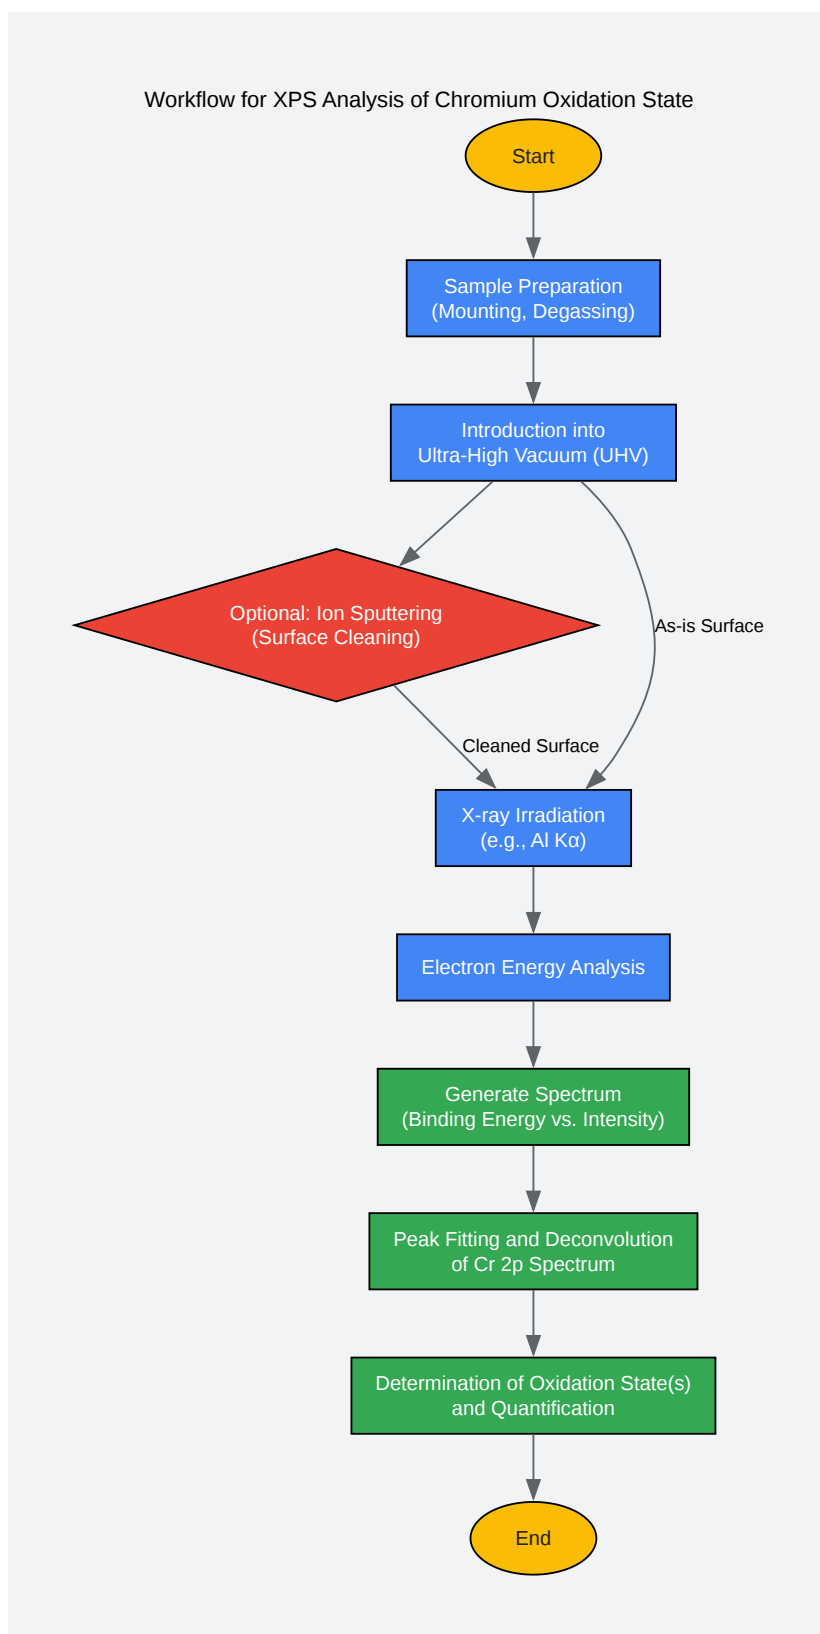 Workflow for XPS Analysis of Chromium Oxidation State
Start
Sample Preparation
(Mounting, Degassing)
Introduction into
Ultra-High Vacuum (UHV)
Optional: Ion Sputtering
(Surface Cleaning)
As-is Surface
Cleaned Surface
X-ray Irradiation
(e.g., Al Kα)
Electron Energy Analysis
Generate Spectrum
(Binding Energy vs. Intensity)
Peak Fitting and Deconvolution
of Cr 2p Spectrum
Determination of Oxidation State(s)
and Quantification
End